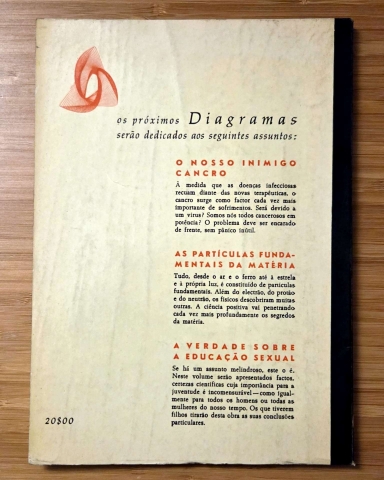 os próximos Diagramas
serão dedicados aos seguintes assuntos:
O NOSSO INIMIGO
CANCRO
À medida que as doenças infecciosas
recuam diante das novas terapêuticas, o
cancro surge como factor cada vez mais
importante de sofrimentos. Será devido a
um vírus? Somos nós todos cancerosos em
potência? O problema deve ser encarado
de frente, sem pânico inútil.
AS PARTÍCULAS FUNDA-
MENTAIS DA MATÉRIA
Tudo, desde o ar e o ferro até à estrela
e à própria luz, é constituído de partículas
fundamentais. Além do electrão, do protão
e do neutrão, os físicos descobriram muitas
outras. A ciência positiva vai penetrando
cada vez mais profundamente os segredos
da matéria.
A VERDADE SOBRE
A EDUCAÇÃO SEXUAL
Se há um assunto melindroso, este o é.
Neste volume serão apresentados factos,
certezas científicas cuja importância para a
juventude é incomensurável—como igual-
mente para todos os homens ou todas as
mulheres do nosso tempo. Os que tiverem
filhos tirarão desta obra as suas conclusões
particulares.
20$00